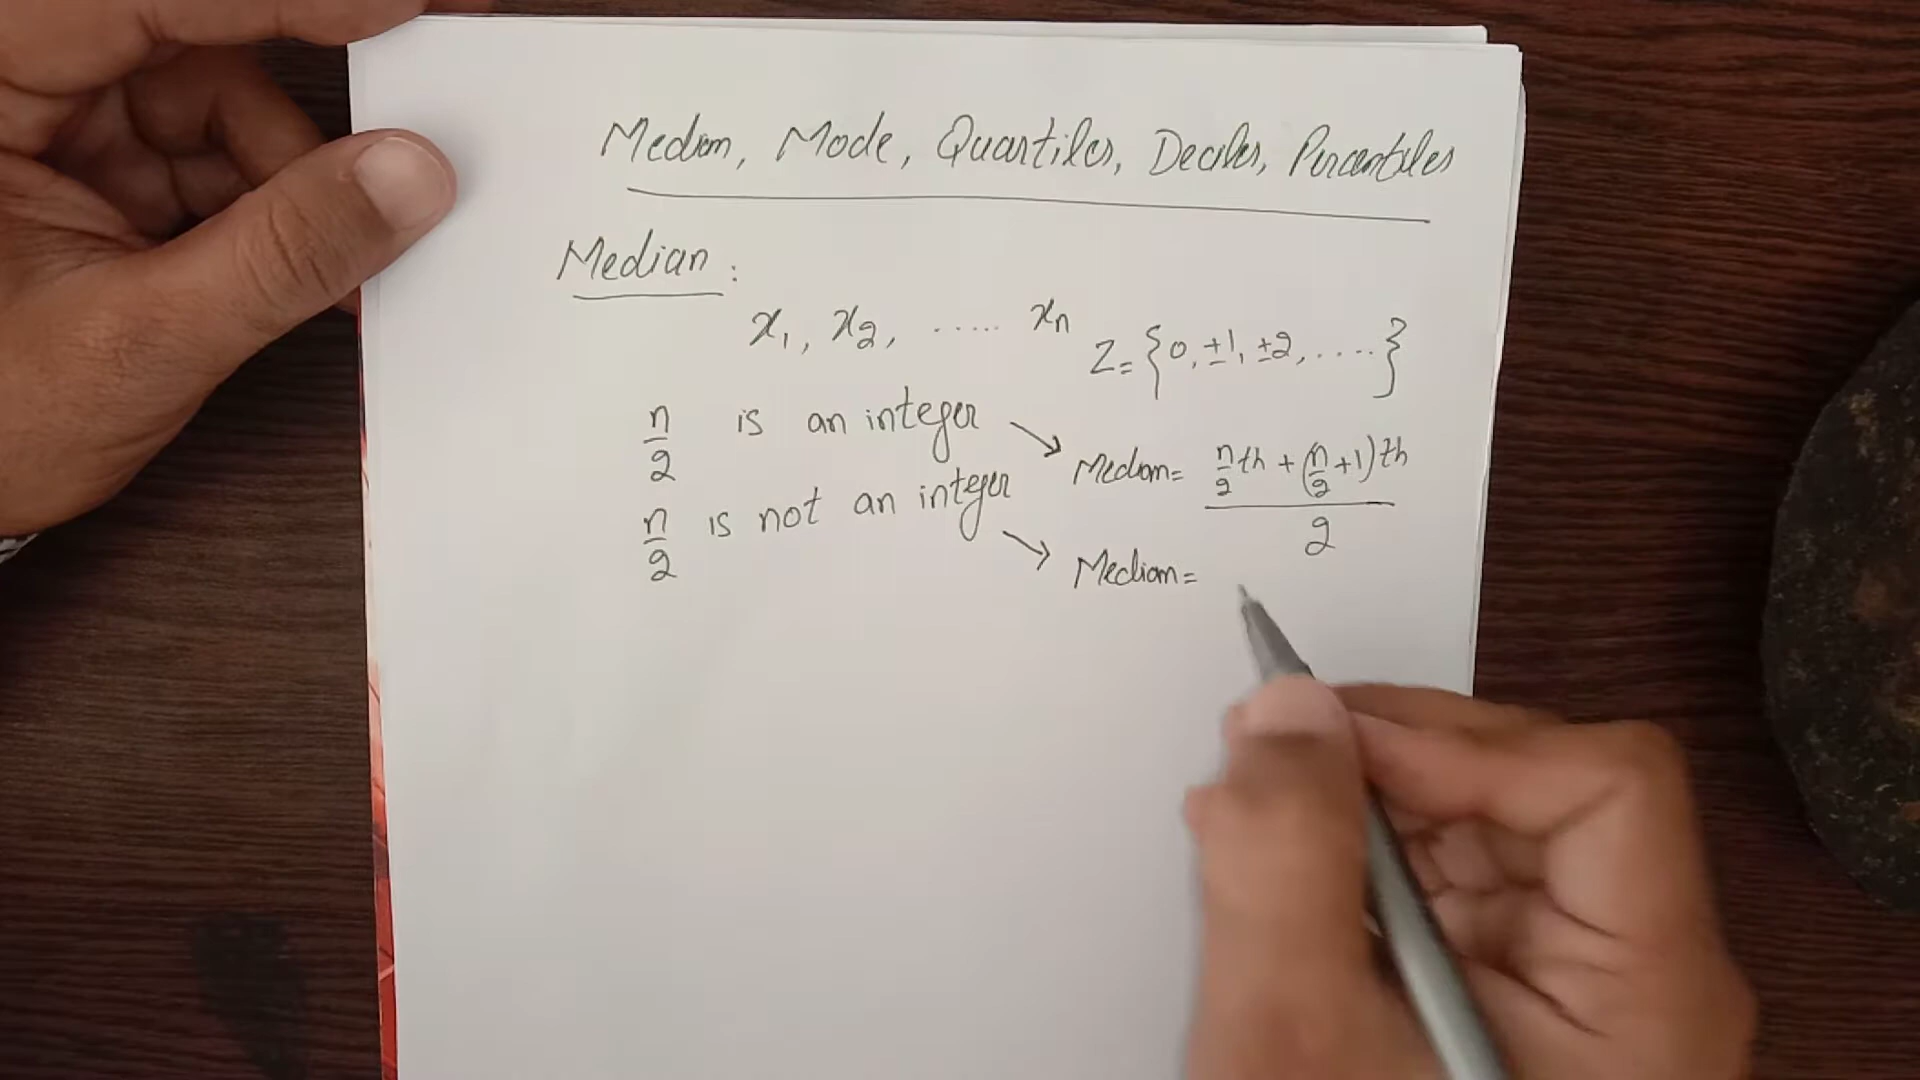 Median, Mode, Quartiles, Deciles, Percentiles
Median :
x₁, x₂, ..... xₙ
Z = {0, ±1, ±2, ....}
n/2 is an integer → Median = (n/2 th + (n/2 + 1) th)/2
n/2 is not an integer → Median =